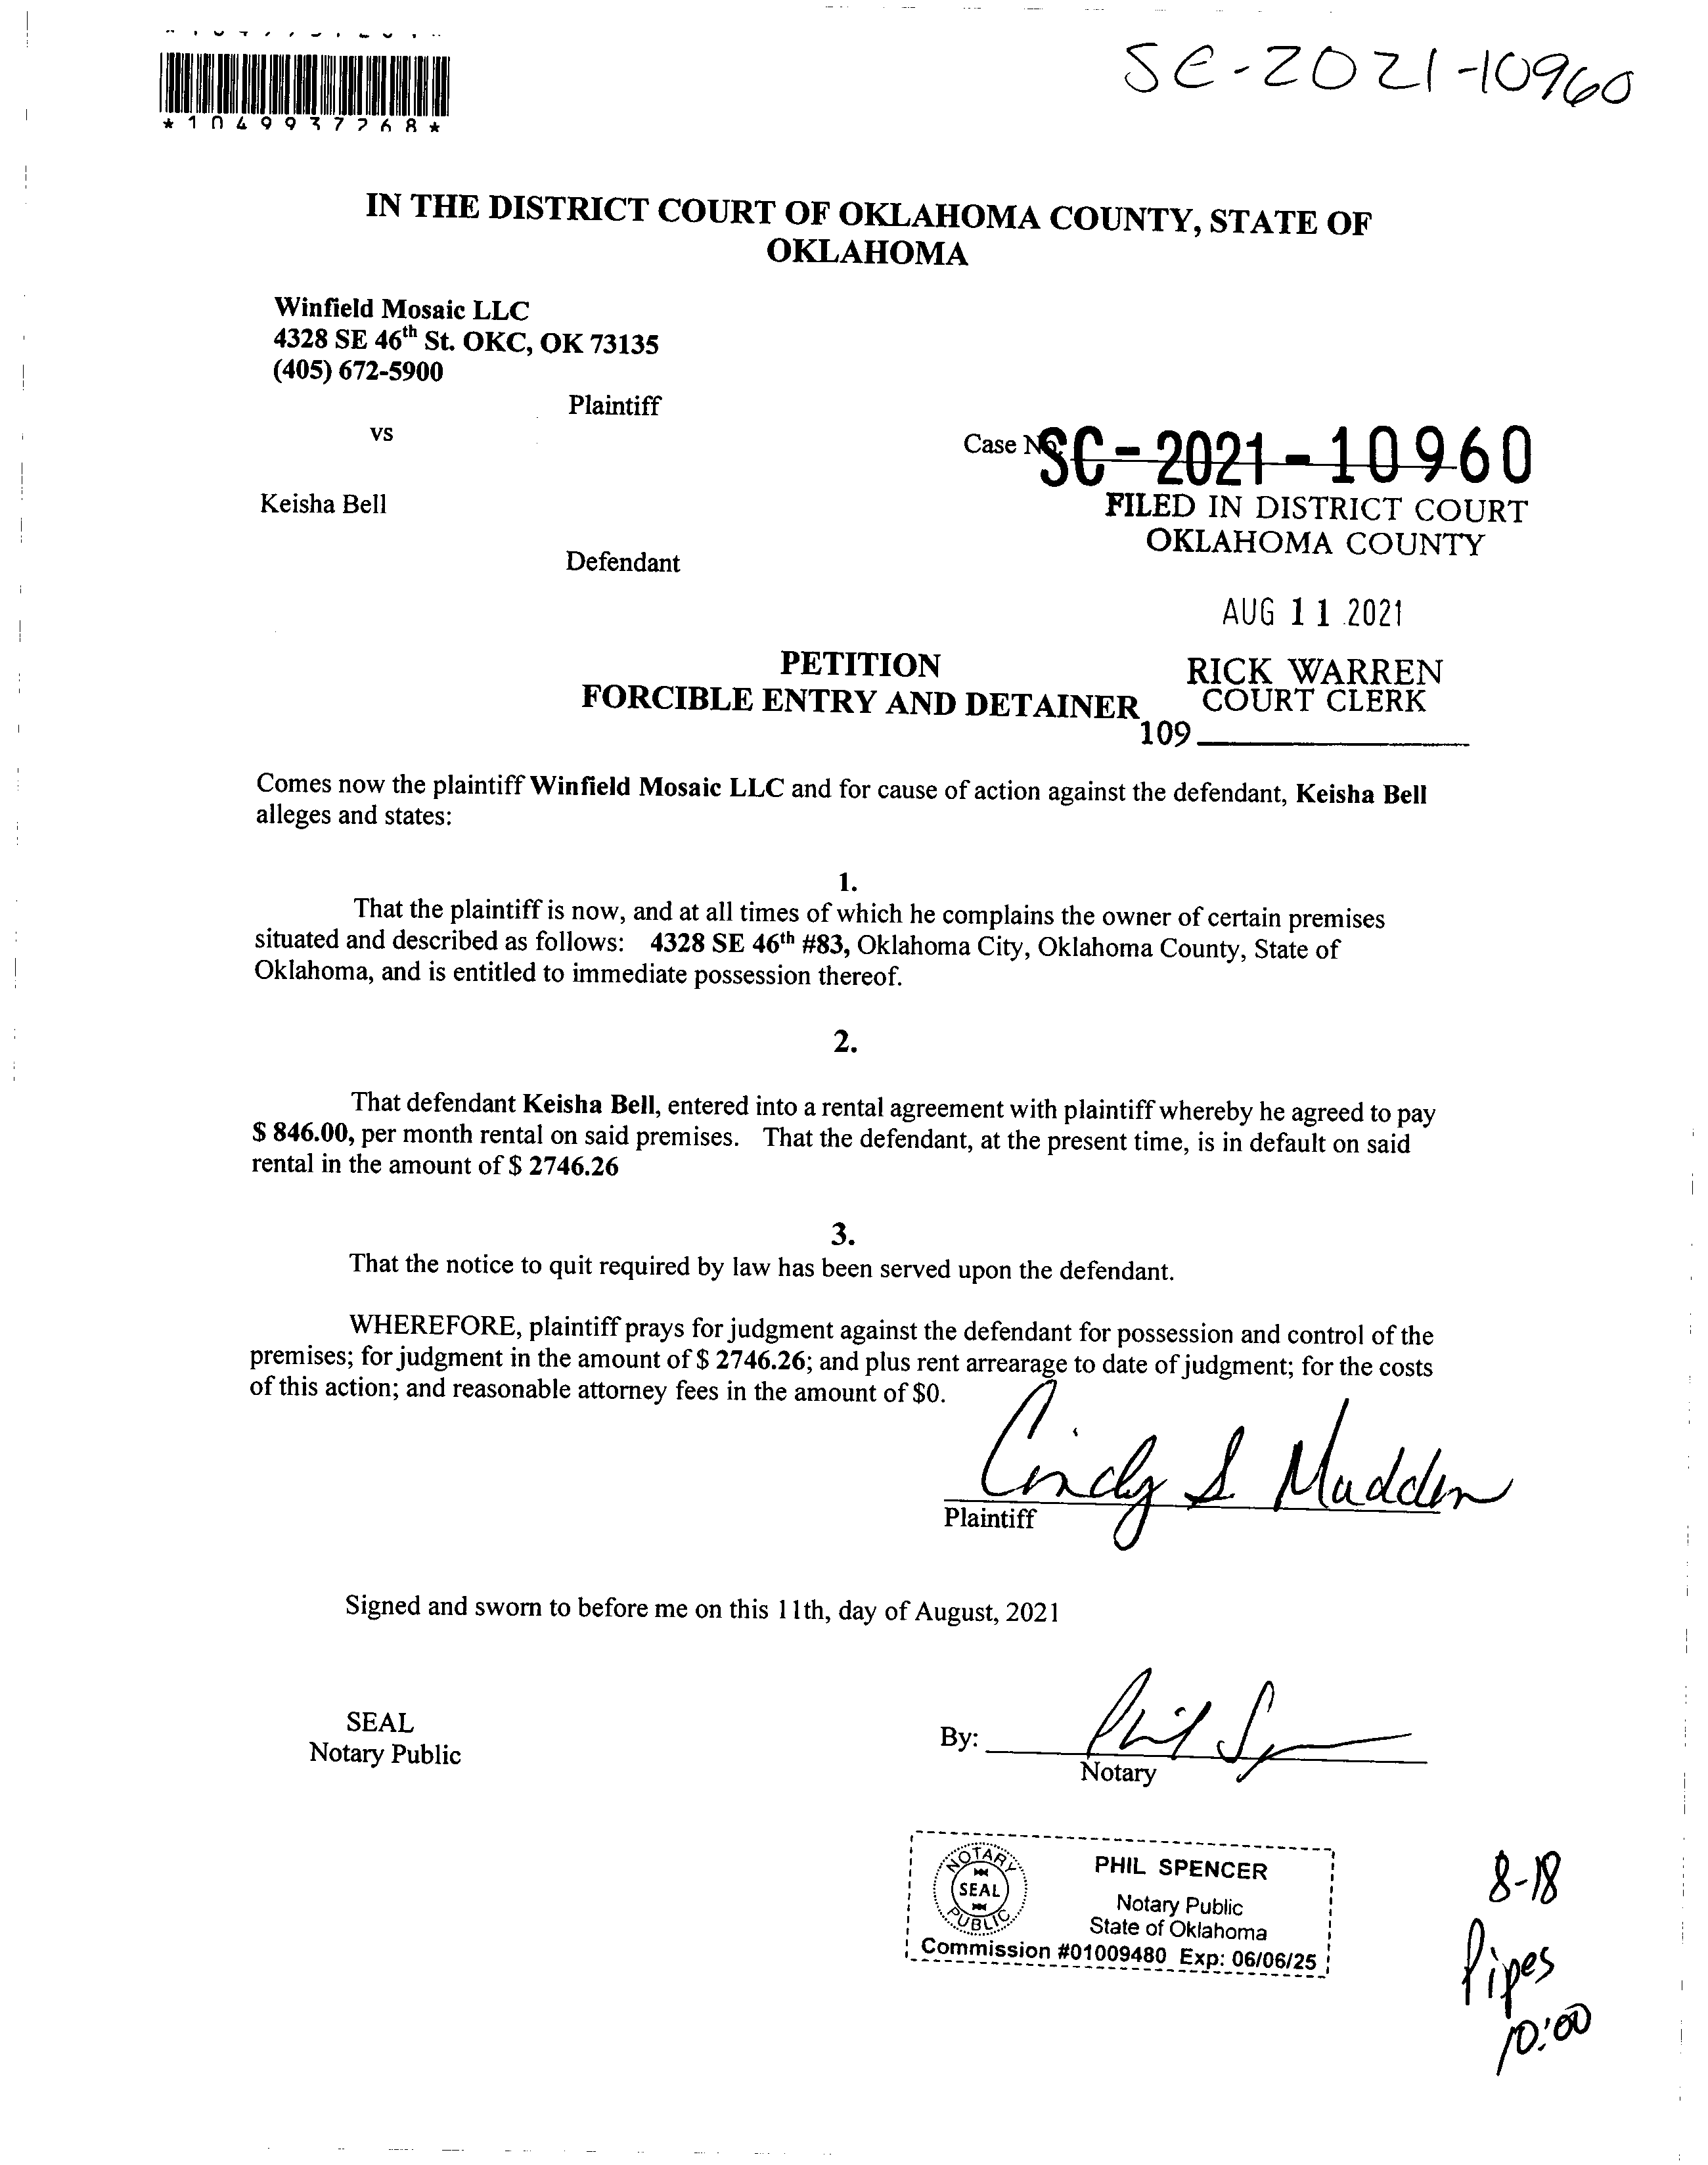 SC-2021-10960
*1049937268*
IN THE DISTRICT COURT OF OKLAHOMA COUNTY, STATE OF
OKLAHOMA
Winfield Mosaic LLC
4328 SE 46th St. OKC, OK 73135
(405) 672-5900
Plaintiff
vs
Case No.
SC-2021-10960
Keisha Bell
FILED IN DISTRICT COURT
OKLAHOMA COUNTY
Defendant
AUG 11 2021
PETITION
FORCIBLE ENTRY AND DETAINER
RICK WARREN
COURT CLERK
109
Comes now the plaintiff Winfield Mosaic LLC and for cause of action against the defendant, Keisha Bell
alleges and states:
1.
That the plaintiff is now, and at all times of which he complains the owner of certain premises
situated and described as follows: 4328 SE 46th #83, Oklahoma City, Oklahoma County, State of
Oklahoma, and is entitled to immediate possession thereof.
2.
That defendant Keisha Bell, entered into a rental agreement with plaintiff whereby he agreed to pay
$ 846.00, per month rental on said premises. That the defendant, at the present time, is in default on said
rental in the amount of $ 2746.26
3.
That the notice to quit required by law has been served upon the defendant.
WHEREFORE, plaintiff prays for judgment against the defendant for possession and control of the
premises; for judgment in the amount of $ 2746.26; and plus rent arrearage to date of judgment; for the costs
of this action; and reasonable attorney fees in the amount of $0.
Cindy S Madden
Plaintiff
Signed and sworn to before me on this 11th, day of August, 2021
SEAL
Notary Public
By:
Phil Spencer
Notary
NOTARY
SEAL
PUBLIC
PHIL SPENCER
Notary Public
State of Oklahoma
Commission #01009480 Exp: 06/06/25
8-18
Pipes
10:00